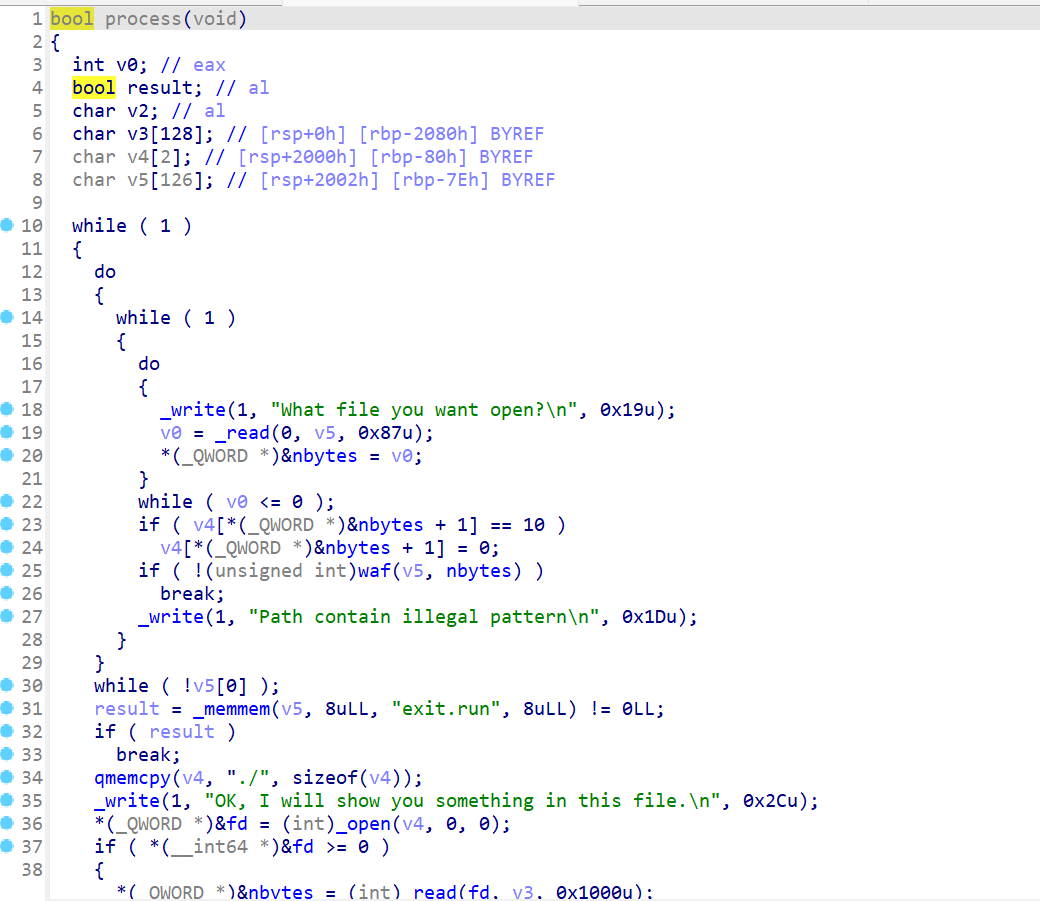 1 bool process(void)
2 {
3 int v0; // eax
4 bool result; // al
5 char v2; // al
6 char v3[128]; // [rsp+0h] [rbp-2080h] BYREF
7 char v4[2]; // [rsp+2000h] [rbp-80h] BYREF
8 char v5[126]; // [rsp+2002h] [rbp-7Eh] BYREF
9
10 while ( 1 )
11 {
12 do
13 {
14 while ( 1 )
15 {
16 do
17 {
18 _write(1, "What file you want open?\n", 0x19u);
19 v0 = _read(0, v5, 0x87u);
20 *(_QWORD *)&nbytes = v0;
21 }
22 while ( v0 <= 0 );
23 if ( v4[*(_QWORD *)&nbytes + 1] == 10 )
24 v4[*(_QWORD *)&nbytes + 1] = 0;
25 if ( !(unsigned int)waf(v5, nbytes) )
26 break;
27 _write(1, "Path contain illegal pattern\n", 0x1Du);
28 }
29 }
30 while ( !v5[0] );
31 result = _memmem(v5, 8uLL, "exit.run", 8uLL) != 0LL;
32 if ( result )
33 break;
34 qmemcpy(v4, "./", sizeof(v4));
35 _write(1, "OK, I will show you something in this file.\n", 0x2Cu);
36 *(_QWORD *)&fd = (int)_open(v4, 0, 0);
37 if ( *(__int64 *)&fd >= 0 )
38 {
*(_QWORD *)&nbytes = (int)_read(fd, v3, 0x1000u);